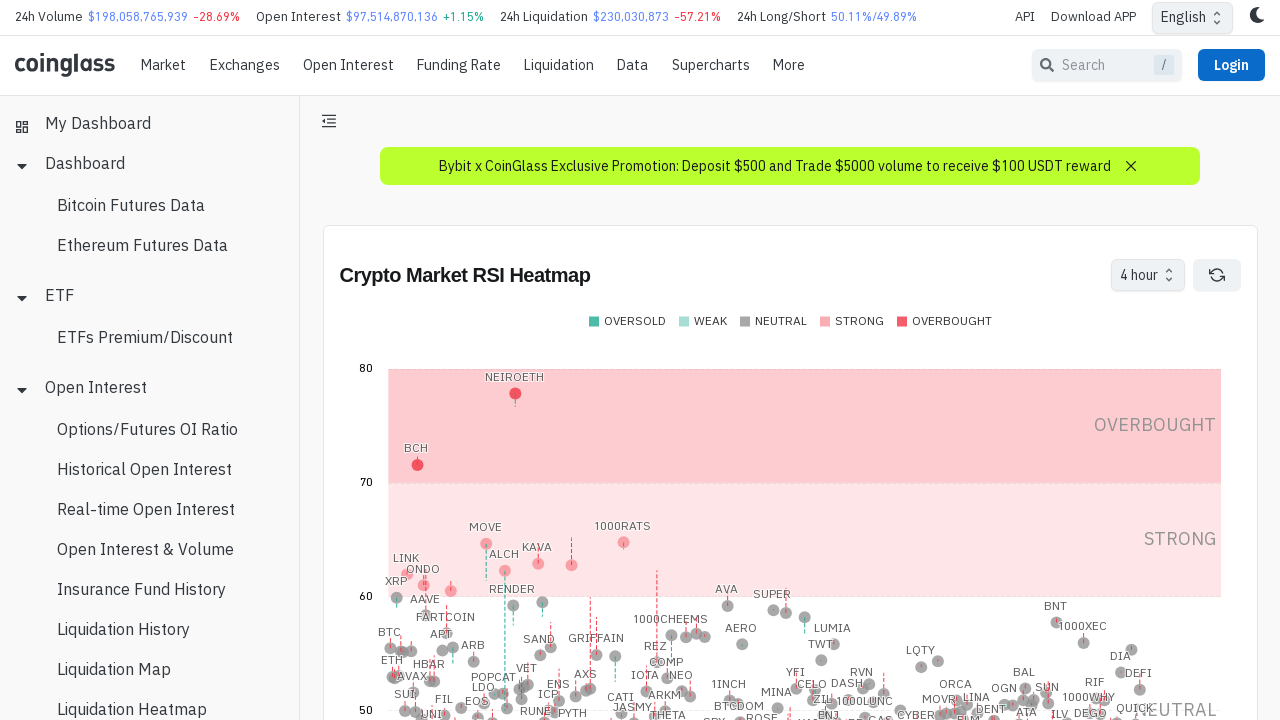 24h Volume $198,058,765,939 -28.69% Open Interest $97,514,870,136 +1.15% 24h Liquidation $230,030,873 -57.21% 24h Long/Short 50.11%/49.89% API Download APP English
coinglass Market Exchanges Open Interest Funding Rate Liquidation Data Supercharts More Search / Login
My Dashboard
Dashboard
Bitcoin Futures Data
Ethereum Futures Data
ETF
ETFs Premium/Discount
Open Interest
Options/Futures OI Ratio
Historical Open Interest
Real-time Open Interest
Open Interest & Volume
Insurance Fund History
Liquidation History
Liquidation Map
Liquidation Heatmap
Bybit x CoinGlass Exclusive Promotion: Deposit $500 and Trade $5000 volume to receive $100 USDT reward
Crypto Market RSI Heatmap 4 hour
OVERSOLD WEAK NEUTRAL STRONG OVERBOUGHT
80
NEIROETH
OVERBOUGHT
BCH
70
MOVE 1000RATS
STRONG
KAVA
LINK ALCH
ONDO
XRP RENDER AVA SUPER
60
AAVE BNT
FARTCOIN 1000CHEEMS
BTC APT AERO LUMIA 1000XEC
ARB SAND GRIFFAIN REZ TWT
ETH HBAR COMP LQTY DIA
AVAX POPCAT VET AXS IOTA NEO YFI RVN BAL DEFI
SUI LDO ENS 1INCH CELO DASH ORCA OGN SUN RIF
FIL EOS ICP CATI ARKM MINA ZIL 1000LUNC MOVR LINA 1000WHY
50 UNI RUNE PYTH JASMY THETA BTCDOM ROSE ENJ CAS CYBER DENT ATA DEGO QUICK NEUTRAL